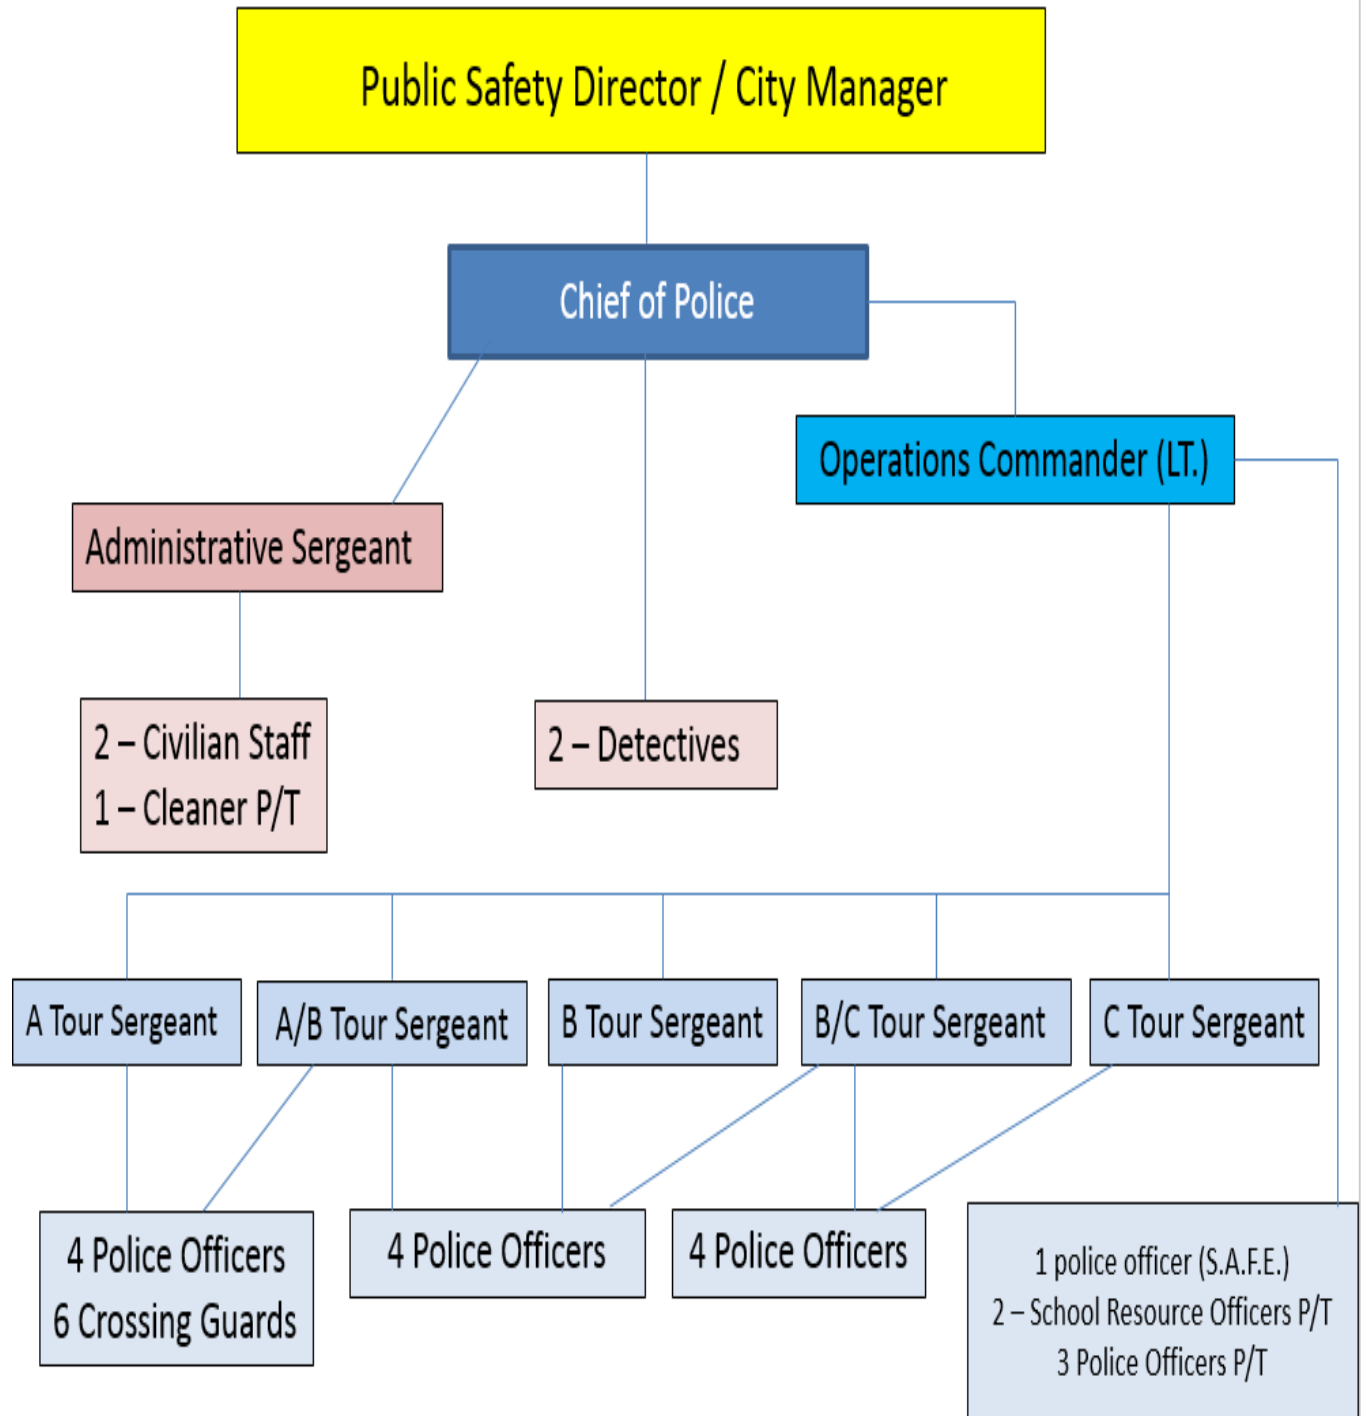 Public Safety Director / City Manager
Chief of Police
Operations Commander (LT.)
Administrative Sergeant
2 – Civilian Staff
1 – Cleaner P/T
2 – Detectives
A Tour Sergeant
A/B Tour Sergeant
B Tour Sergeant
B/C Tour Sergeant
C Tour Sergeant
4 Police Officers
6 Crossing Guards
4 Police Officers
4 Police Officers
1 police officer (S.A.F.E.)
2 – School Resource Officers P/T
3 Police Officers P/T